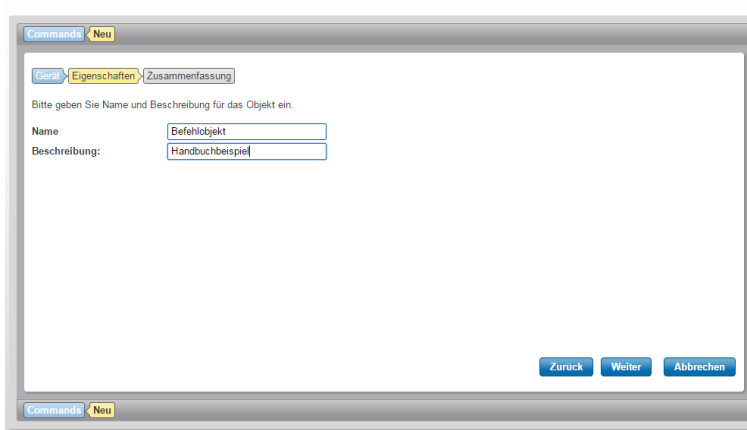 Commands Neu
Gerät Eigenschaften Zusammenfassung
Bitte geben Sie Name und Beschreibung für das Objekt ein.
Name Befehlobjekt
Beschreibung: Handbuchbeispiel
Zurück Weiter Abbrechen
Commands Neu